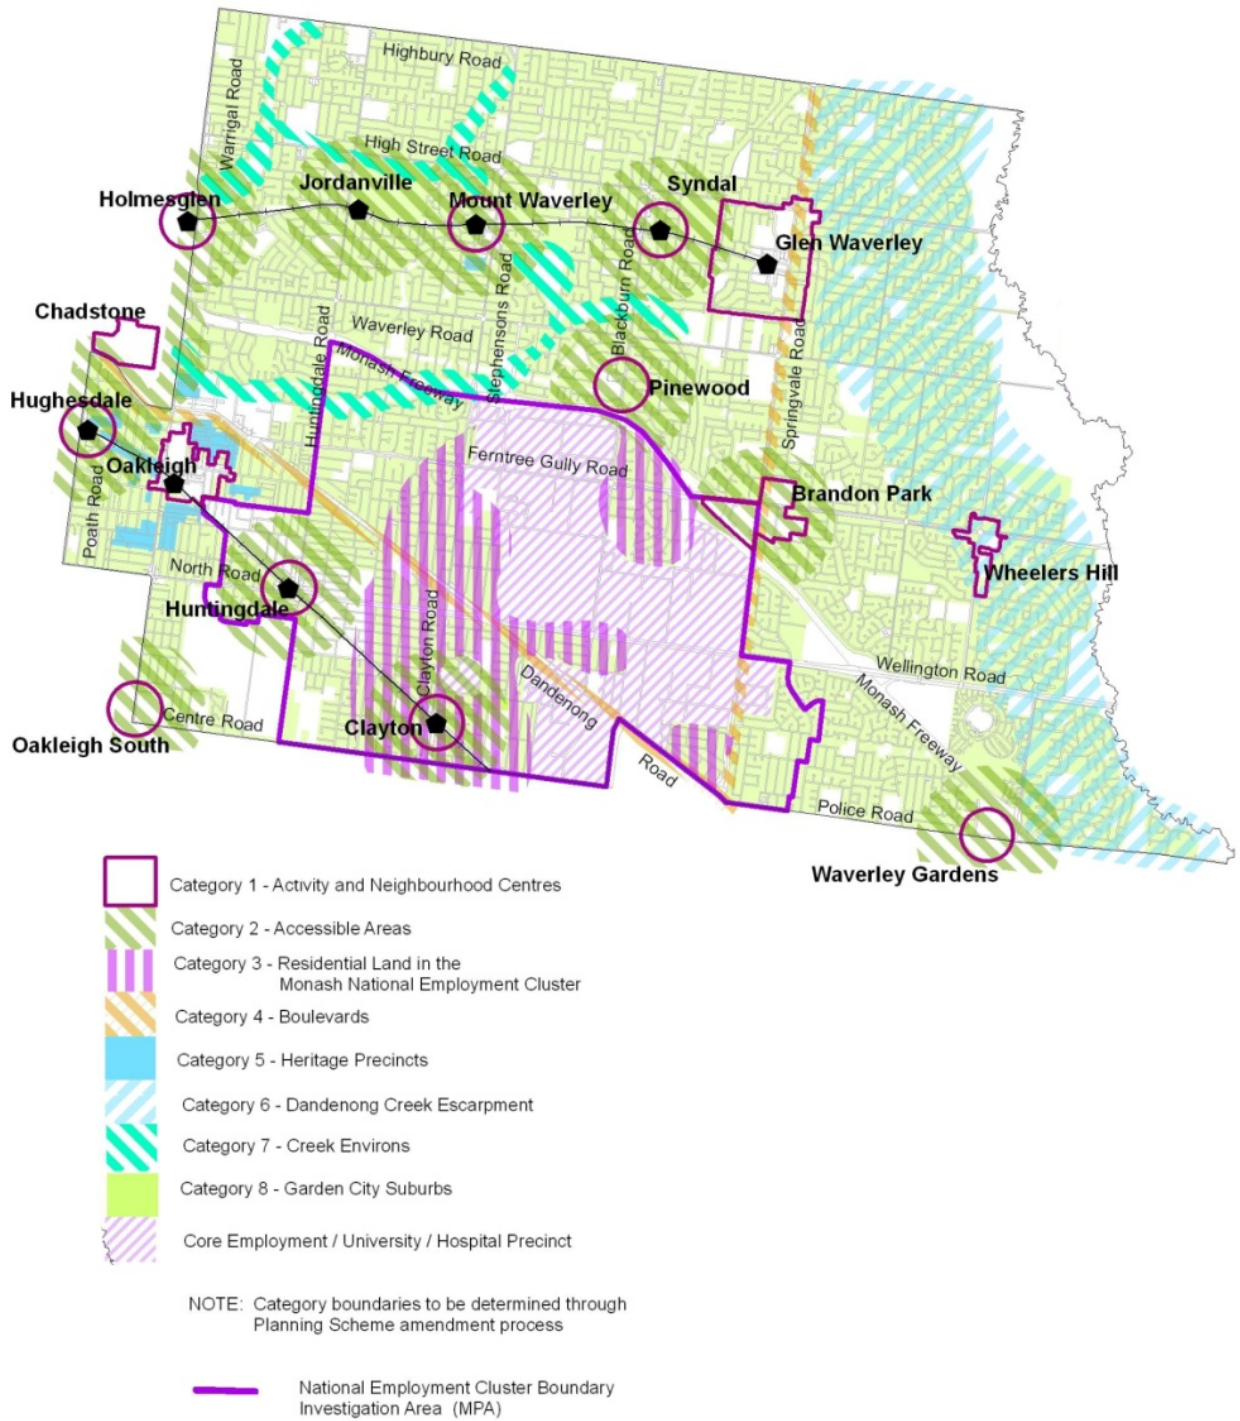 Highbury Road
Warrigal Road
High Street Road
Jordanville
Syndal
Holmesglen
Mount Waverley
Glen Waverley
Blackburn Road
Stephensons Road
Chadstone
Huntingdale Road
Waverley Road
Monash Freeway
Springvale Road
Pinewood
Hughesdale
Oakleigh
Ferntree Gully Road
Brandon Park
Poath Road
North Road
Wheelers Hill
Huntingdale
Clayton Road
Wellington Road
Dandenong
Road
Monash Freeway
Centre Road
Clayton
Oakleigh South
Police Road
Waverley Gardens
Category 1 - Activity and Neighbourhood Centres
Category 2 - Accessible Areas
Category 3 - Residential Land in the
Monash National Employment Cluster
Category 4 - Boulevards
Category 5 - Heritage Precincts
Category 6 - Dandenong Creek Escarpment
Category 7 - Creek Environs
Category 8 - Garden City Suburbs
Core Employment / University / Hospital Precinct
NOTE: Category boundaries to be determined through
Planning Scheme amendment process
National Employment Cluster Boundary
Investigation Area (MPA)